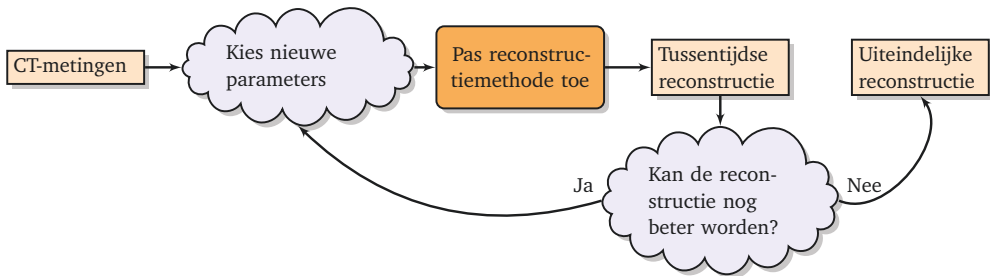 CT-metingen
Kies nieuwe
parameters
Pas reconstruc-
tiemethode toe
Tussentijdse
reconstructie
Uiteindelijke
reconstructie
Ja
Kan de recon-
structie nog
beter worden?
Nee